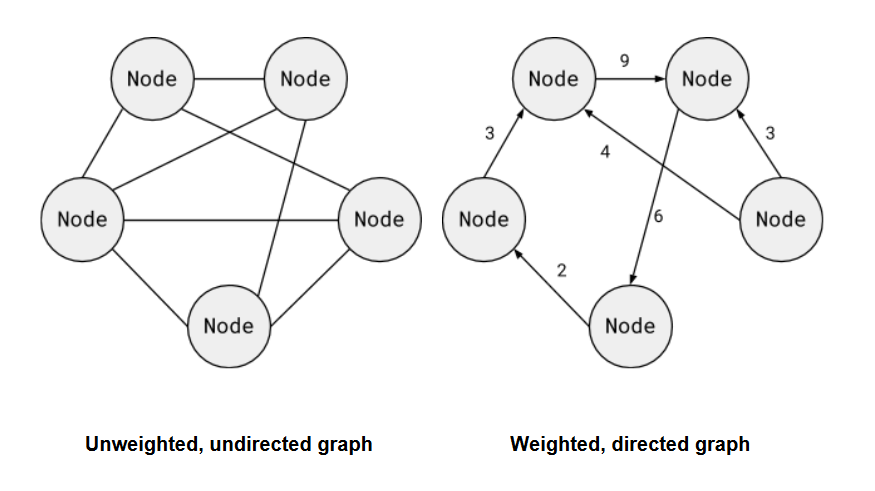 Node
Node
Node
Node
Node
Unweighted, undirected graph
Node
9
Node
3
4
3
Node
6
Node
2
Node
Weighted, directed graph